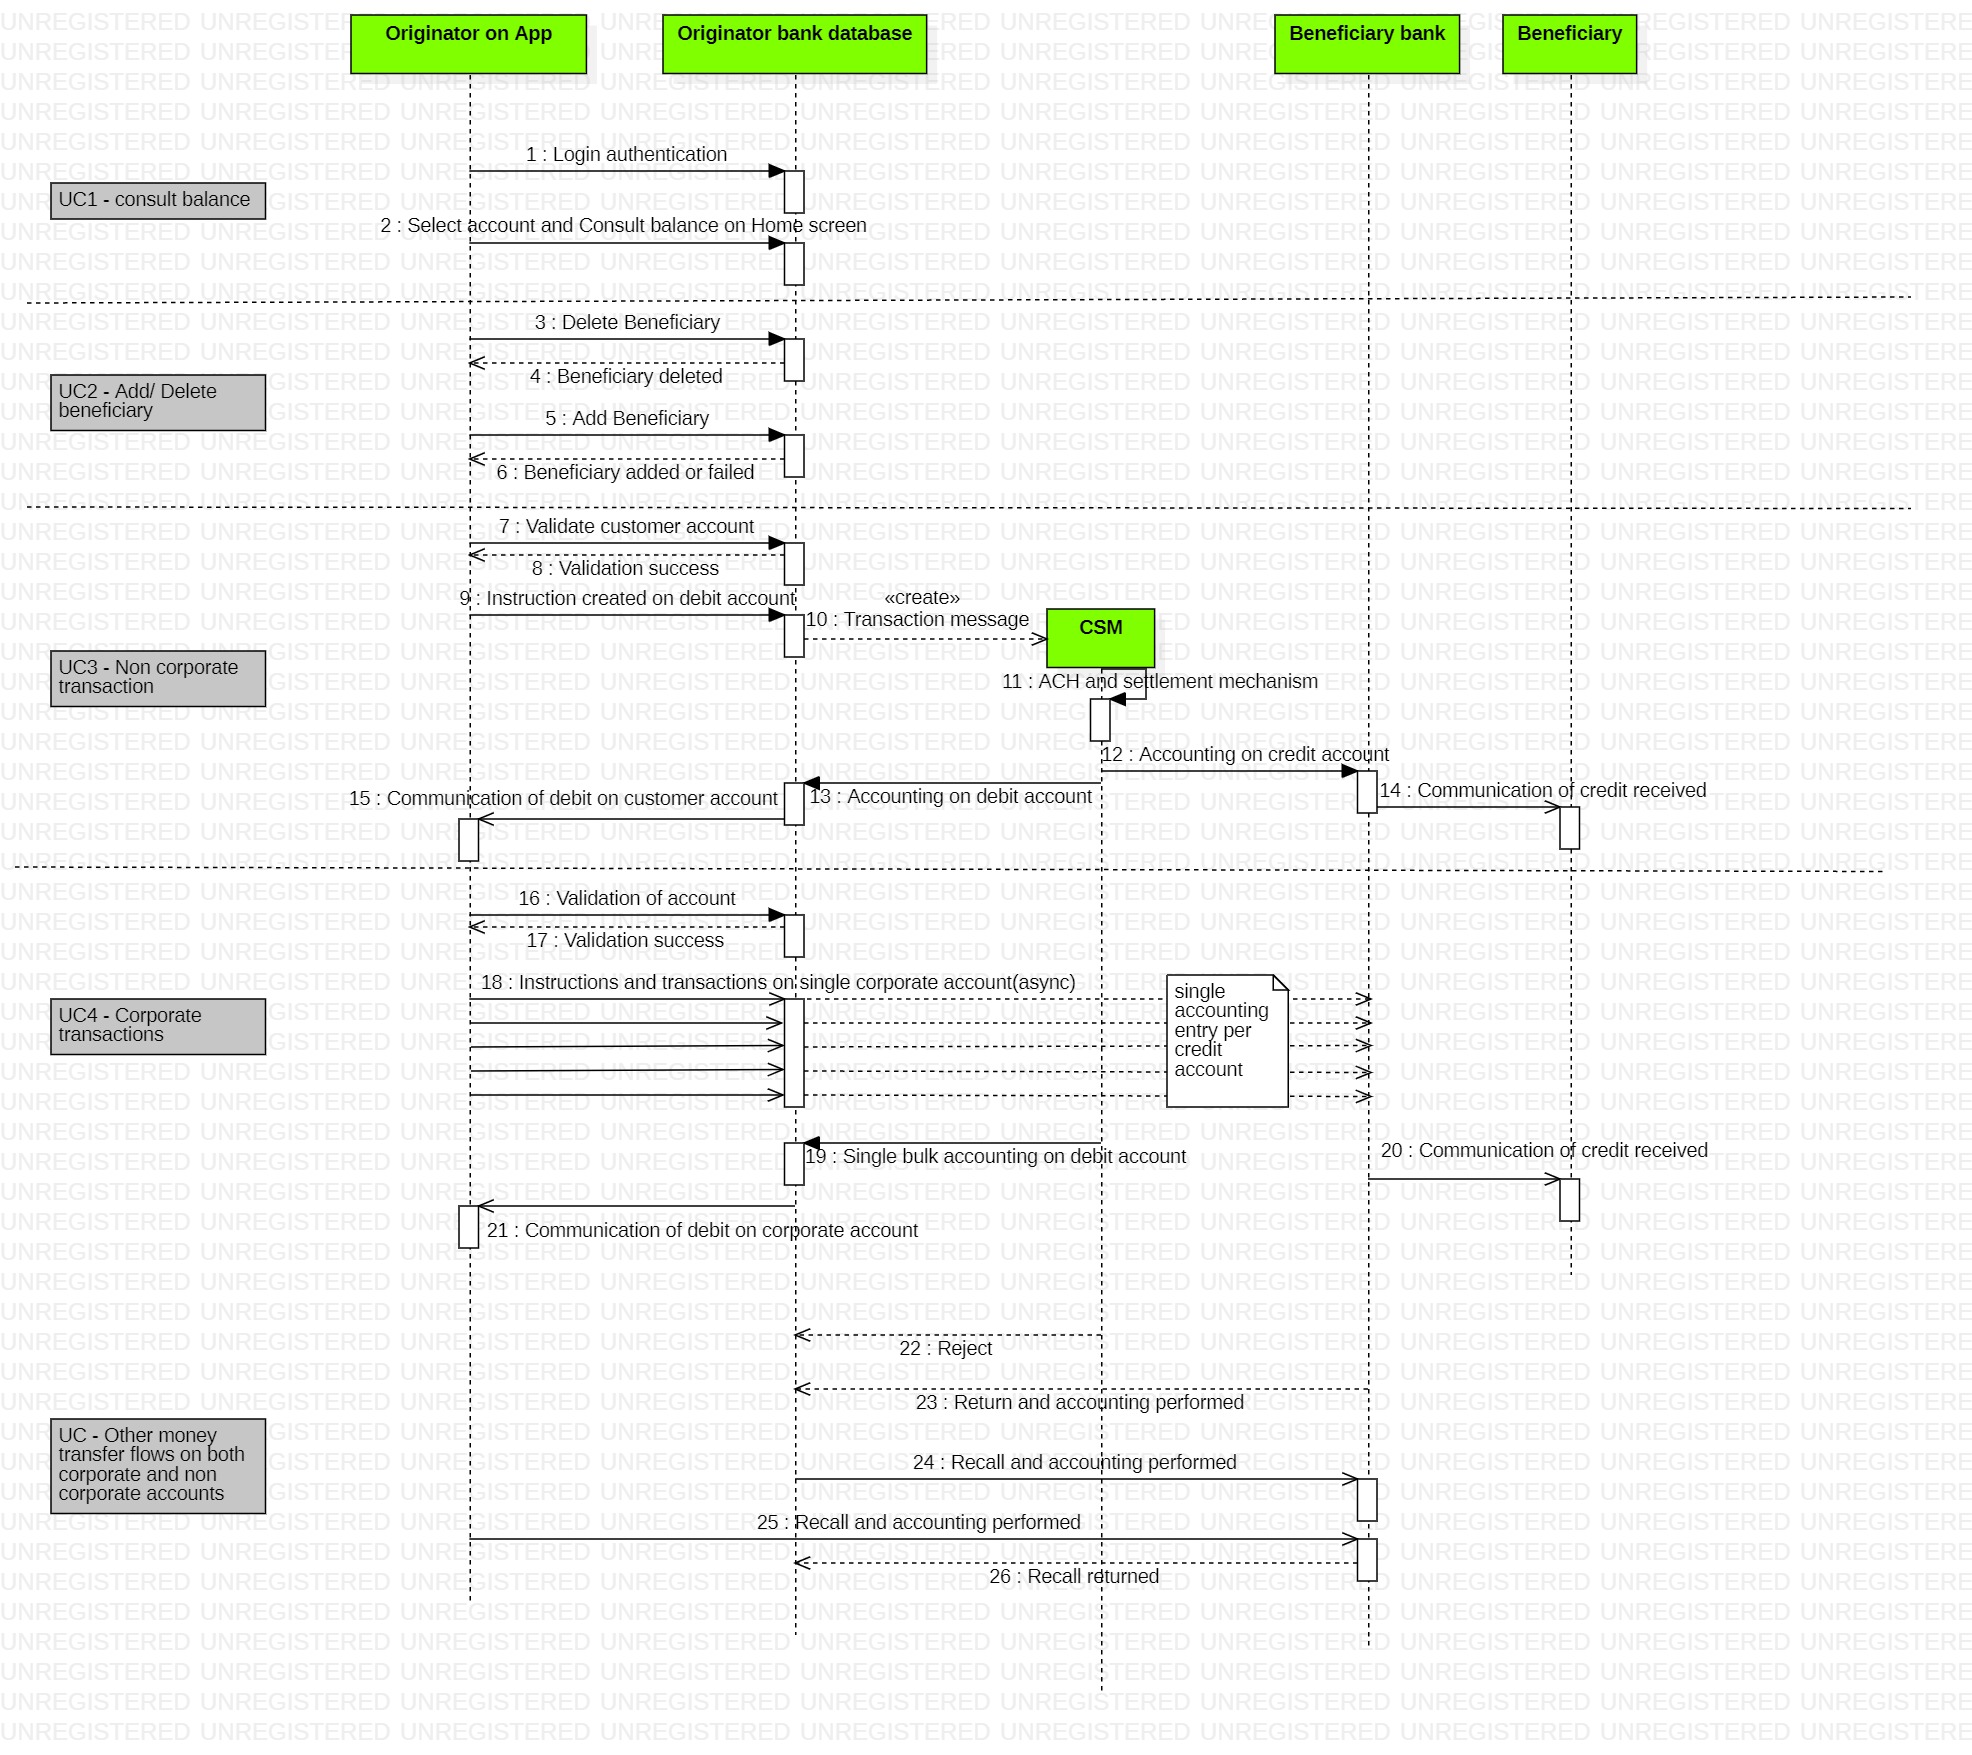 Originator on App
Originator bank database
Beneficiary bank
Beneficiary
1 : Login authentication
UC1 - consult balance
2 : Select account and Consult balance on Home screen
3 : Delete Beneficiary
4 : Beneficiary deleted
UC2 - Add/ Delete
beneficiary
5 : Add Beneficiary
6 : Beneficiary added or failed
7 : Validate customer account
8 : Validation success
9 : Instruction created on debit account
«create»
10 : Transaction message
CSM
UC3 - Non corporate
transaction
11 : ACH and settlement mechanism
12 : Accounting on credit account
13 : Accounting on debit account
14 : Communication of credit received
15 : Communication of debit on customer account
16 : Validation of account
17 : Validation success
18 : Instructions and transactions on single corporate account(async)
single
accounting
entry per
credit
account
UC4 - Corporate
transactions
19 : Single bulk accounting on debit account
20 : Communication of credit received
21 : Communication of debit on corporate account
22 : Reject
23 : Return and accounting performed
UC - Other money
transfer flows on both
corporate and non
corporate accounts
24 : Recall and accounting performed
25 : Recall and accounting performed
26 : Recall returned
UNREGISTERED